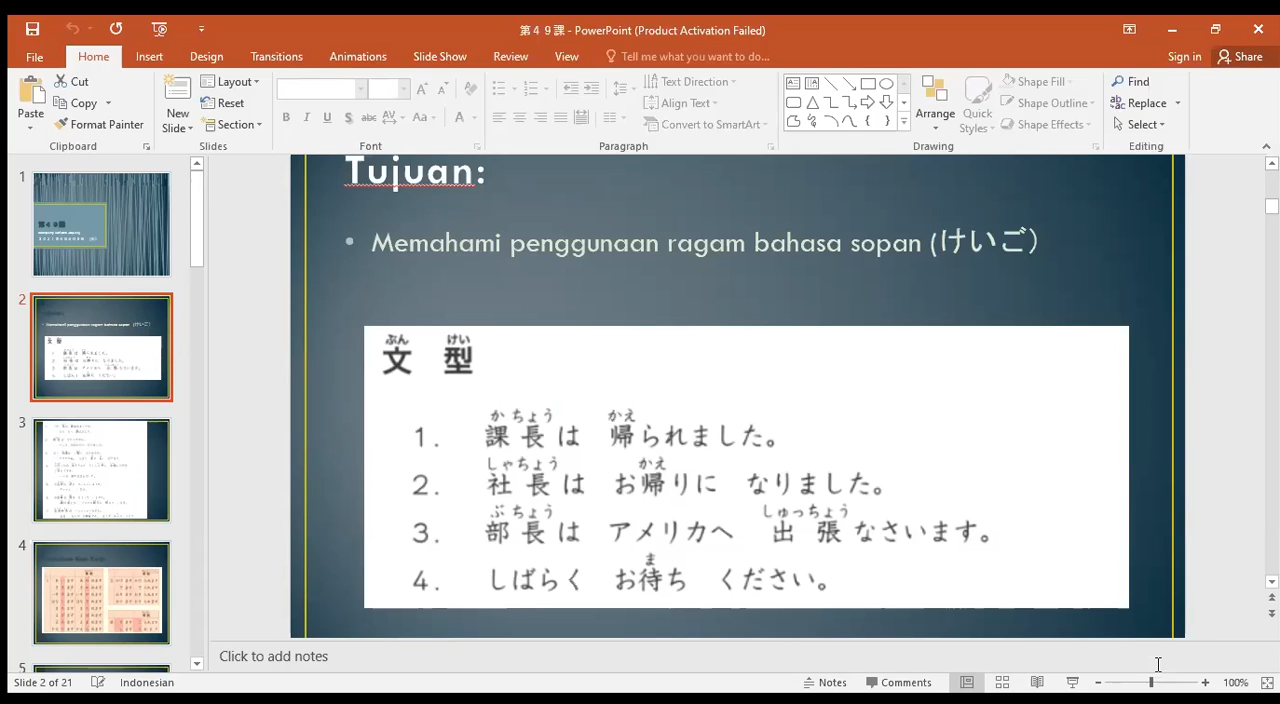 第４９課 - PowerPoint (Product Activation Failed)
File Home Insert Design Transitions Animations Slide Show Review View Tell me what you want to do... Sign in Share
Paste
Cut
Copy
Format Painter
Clipboard
New Slide
Layout
Reset
Section
Slides
B I U S abc AV Aa A
Font
Text Direction
Align Text
Convert to SmartArt
Paragraph
Arrange
Quick Styles
Shape Fill
Shape Outline
Shape Effects
Drawing
Find
Replace
Select
Editing
1
2
3
4
5
Tujuan:
• Memahami penggunaan ragam bahasa sopan (けいご）
ぶん けい
文 型
か ちょう かえ
1. 課長は 帰られました。
しゃちょう かえ
2. 社長は お帰りに なりました。
ぶ ちょう しゅっちょう
3. 部長は アメリカへ 出張なさいます。
ま
4. しばらく お待ち ください。
Click to add notes
Slide 2 of 21 Indonesian Notes Comments 100%